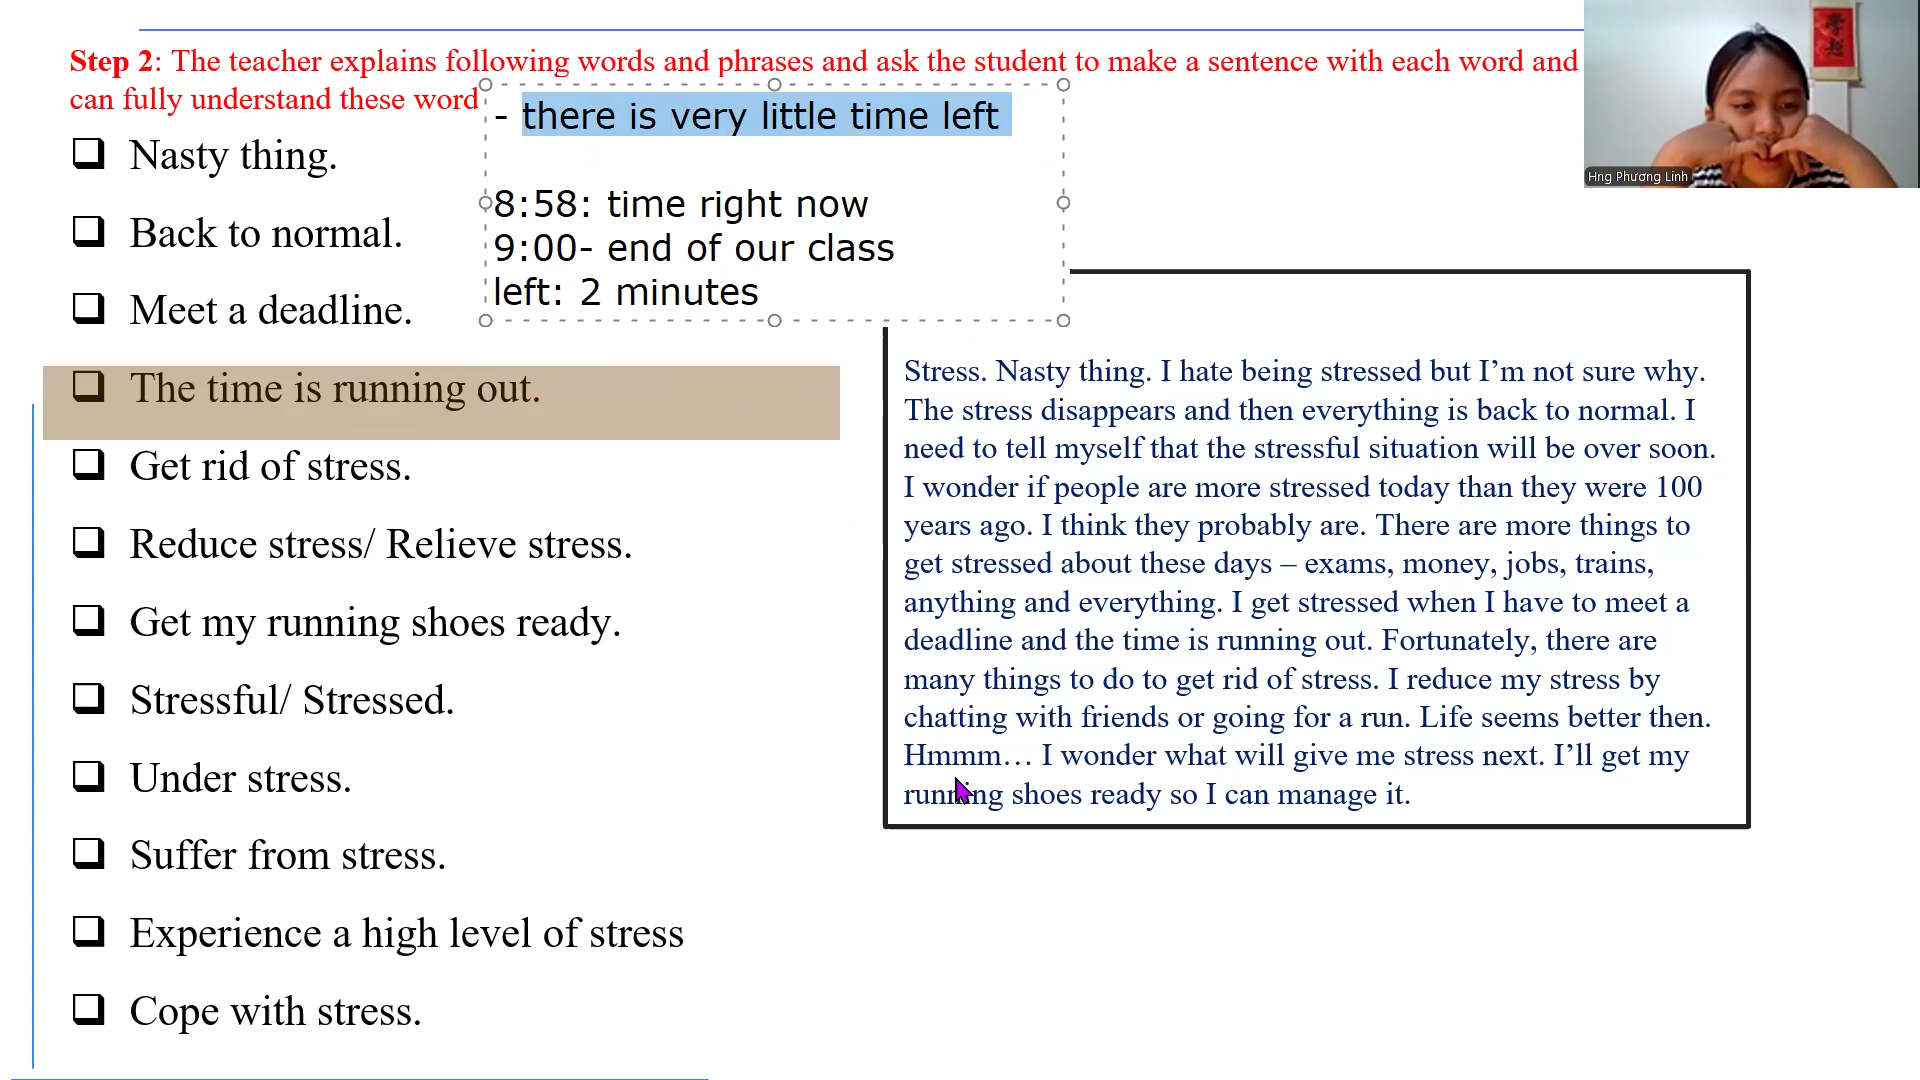 Step 2: The teacher explains following words and phrases and ask the student to make a sentence with each word and
can fully understand these word
- there is very little time left
8:58: time right now
9:00- end of our class
left: 2 minutes
Nasty thing.
Back to normal.
Meet a deadline.
The time is running out.
Get rid of stress.
Reduce stress/ Relieve stress.
Get my running shoes ready.
Stressful/ Stressed.
Under stress.
Suffer from stress.
Experience a high level of stress
Cope with stress.
Stress. Nasty thing. I hate being stressed but I’m not sure why.
The stress disappears and then everything is back to normal. I
need to tell myself that the stressful situation will be over soon.
I wonder if people are more stressed today than they were 100
years ago. I think they probably are. There are more things to
get stressed about these days – exams, money, jobs, trains,
anything and everything. I get stressed when I have to meet a
deadline and the time is running out. Fortunately, there are
many things to do to get rid of stress. I reduce my stress by
chatting with friends or going for a run. Life seems better then.
Hmmm… I wonder what will give me stress next. I’ll get my
running shoes ready so I can manage it.
Hng Phương Linh